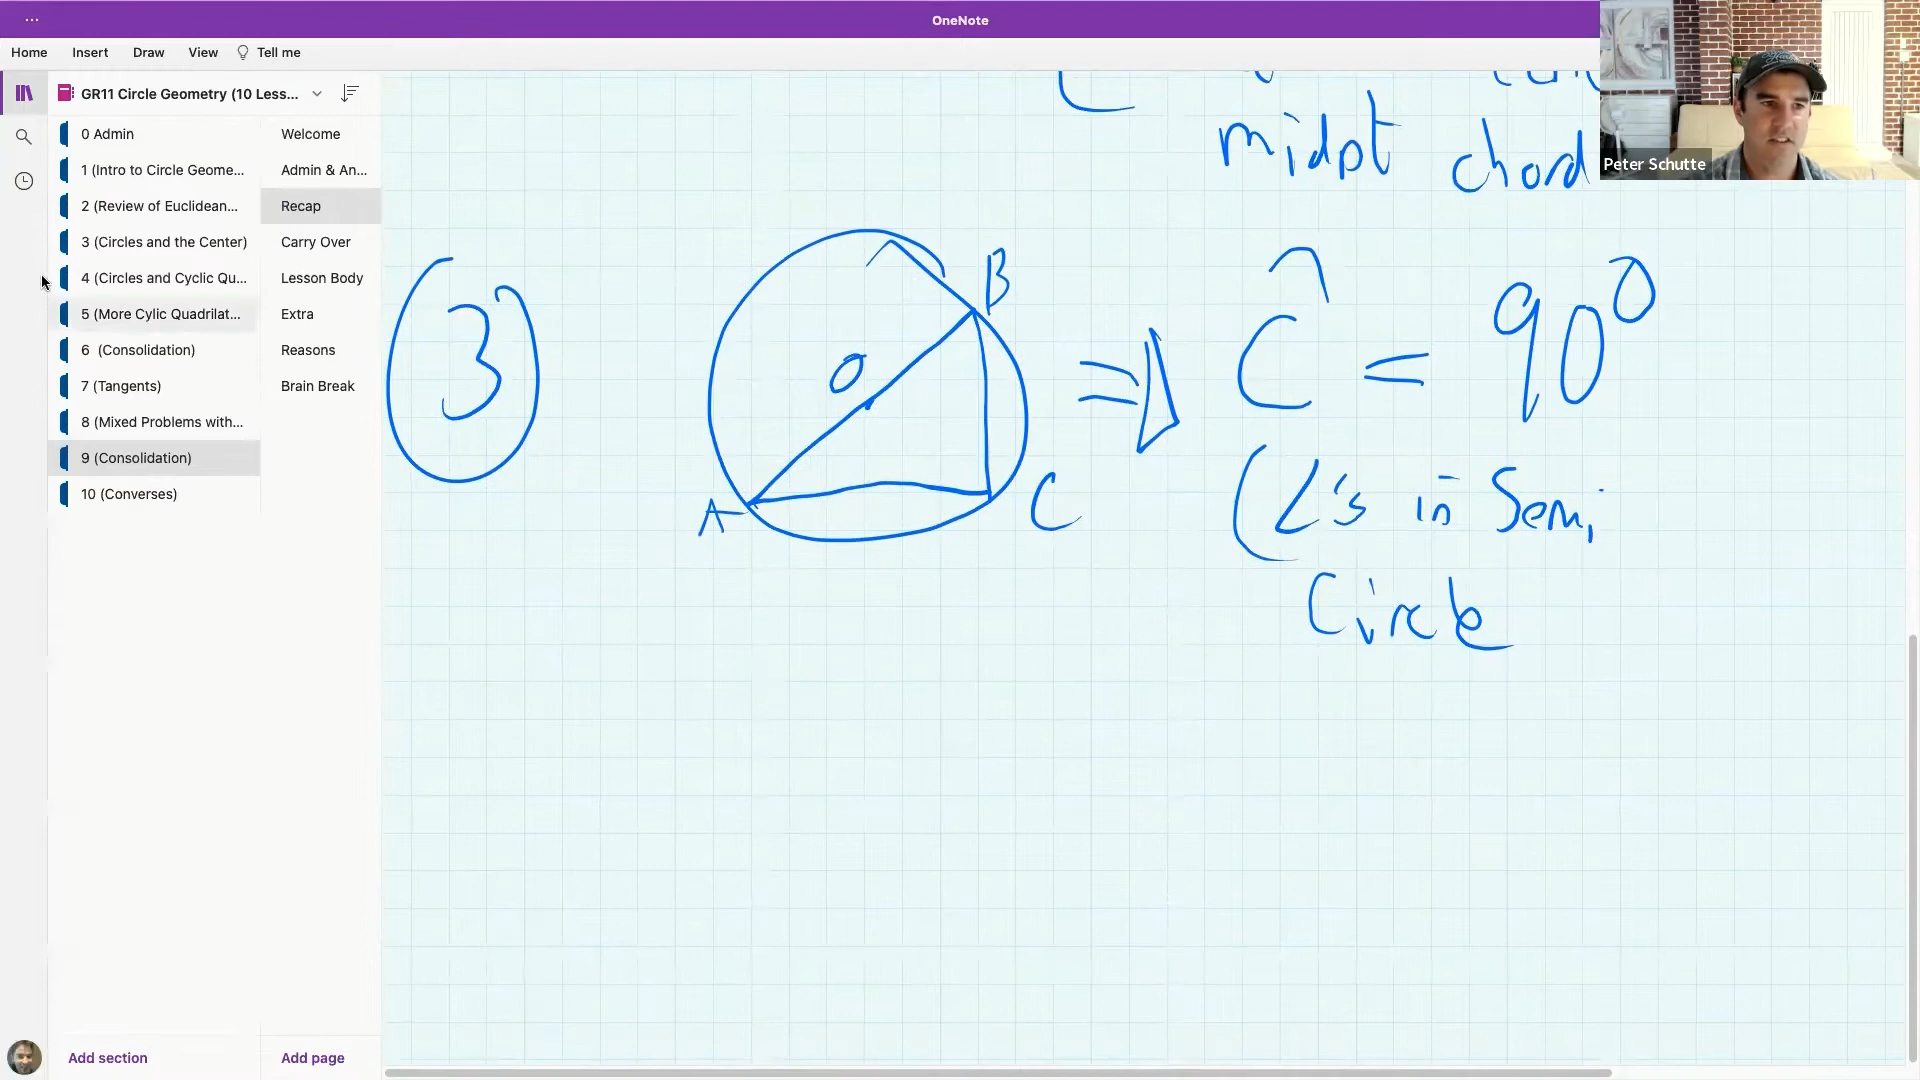 OneNote
Home Insert Draw View Tell me
GR11 Circle Geometry (10 Less...
0 Admin
1 (Intro to Circle Geome...
2 (Review of Euclidean...
3 (Circles and the Center)
4 (Circles and Cyclic Qu...
5 (More Cylic Quadrilat...
6 (Consolidation)
7 (Tangents)
8 (Mixed Problems with...
9 (Consolidation)
10 (Converses)
Add section
Welcome
Admin & An...
Recap
Carry Over
Lesson Body
Extra
Reasons
Brain Break
Add page
midpt chord
Peter Schutte
3
B
O
A
C
⇒ Ĉ = 90°
(∠'s in Semi
Circle